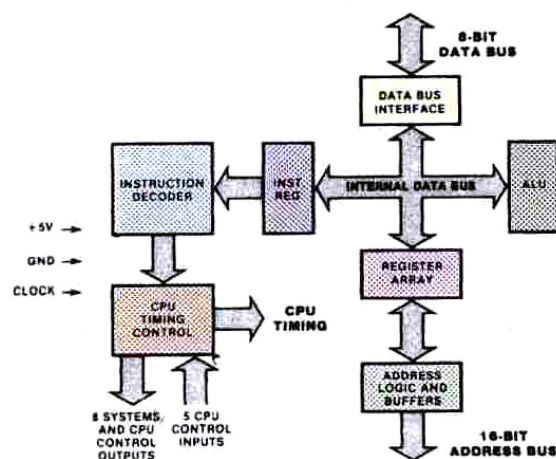 8-BIT
DATA BUS
DATA BUS
INTERFACE
INSTRUCTION
DECODER
INST
REG
INTERNAL DATA BUS
ALU
+5V
GND
CLOCK
REGISTER
ARRAY
CPU
TIMING
CONTROL
CPU
TIMING
ADDRESS
LOGIC AND
BUFFERS
8 SYSTEMS,
AND CPU
CONTROL
OUTPUTS
5 CPU
CONTROL
INPUTS
16-BIT
ADDRESS BUS